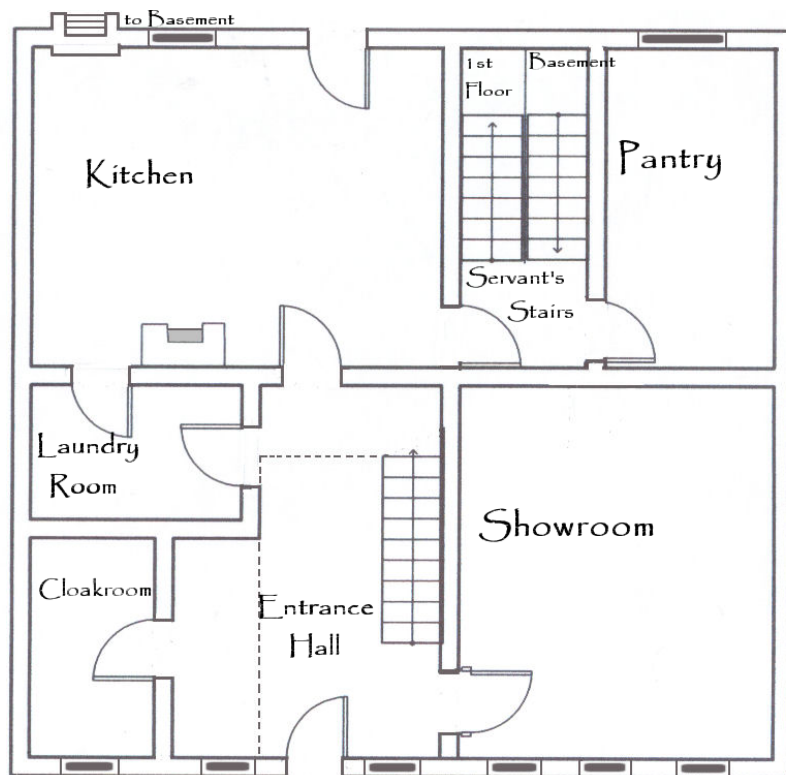 to Basement
1st
Floor
Basement
Kitchen
Pantry
Servant's
Stairs
Laundry
Room
Showroom
Cloakroom
Entrance
Hall